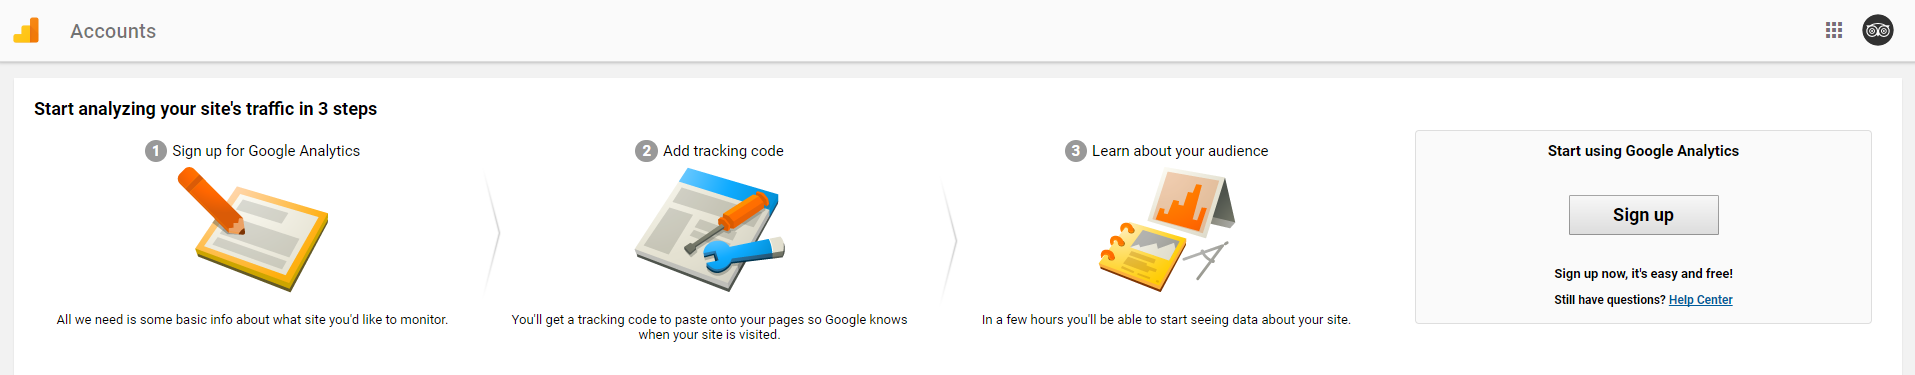 Accounts
Start analyzing your site's traffic in 3 steps
1 Sign up for Google Analytics
All we need is some basic info about what site you'd like to monitor.
2 Add tracking code
You'll get a tracking code to paste onto your pages so Google knows
when your site is visited.
3 Learn about your audience
In a few hours you'll be able to start seeing data about your site.
Start using Google Analytics
Sign up
Sign up now, it's easy and free!
Still have questions? Help Center